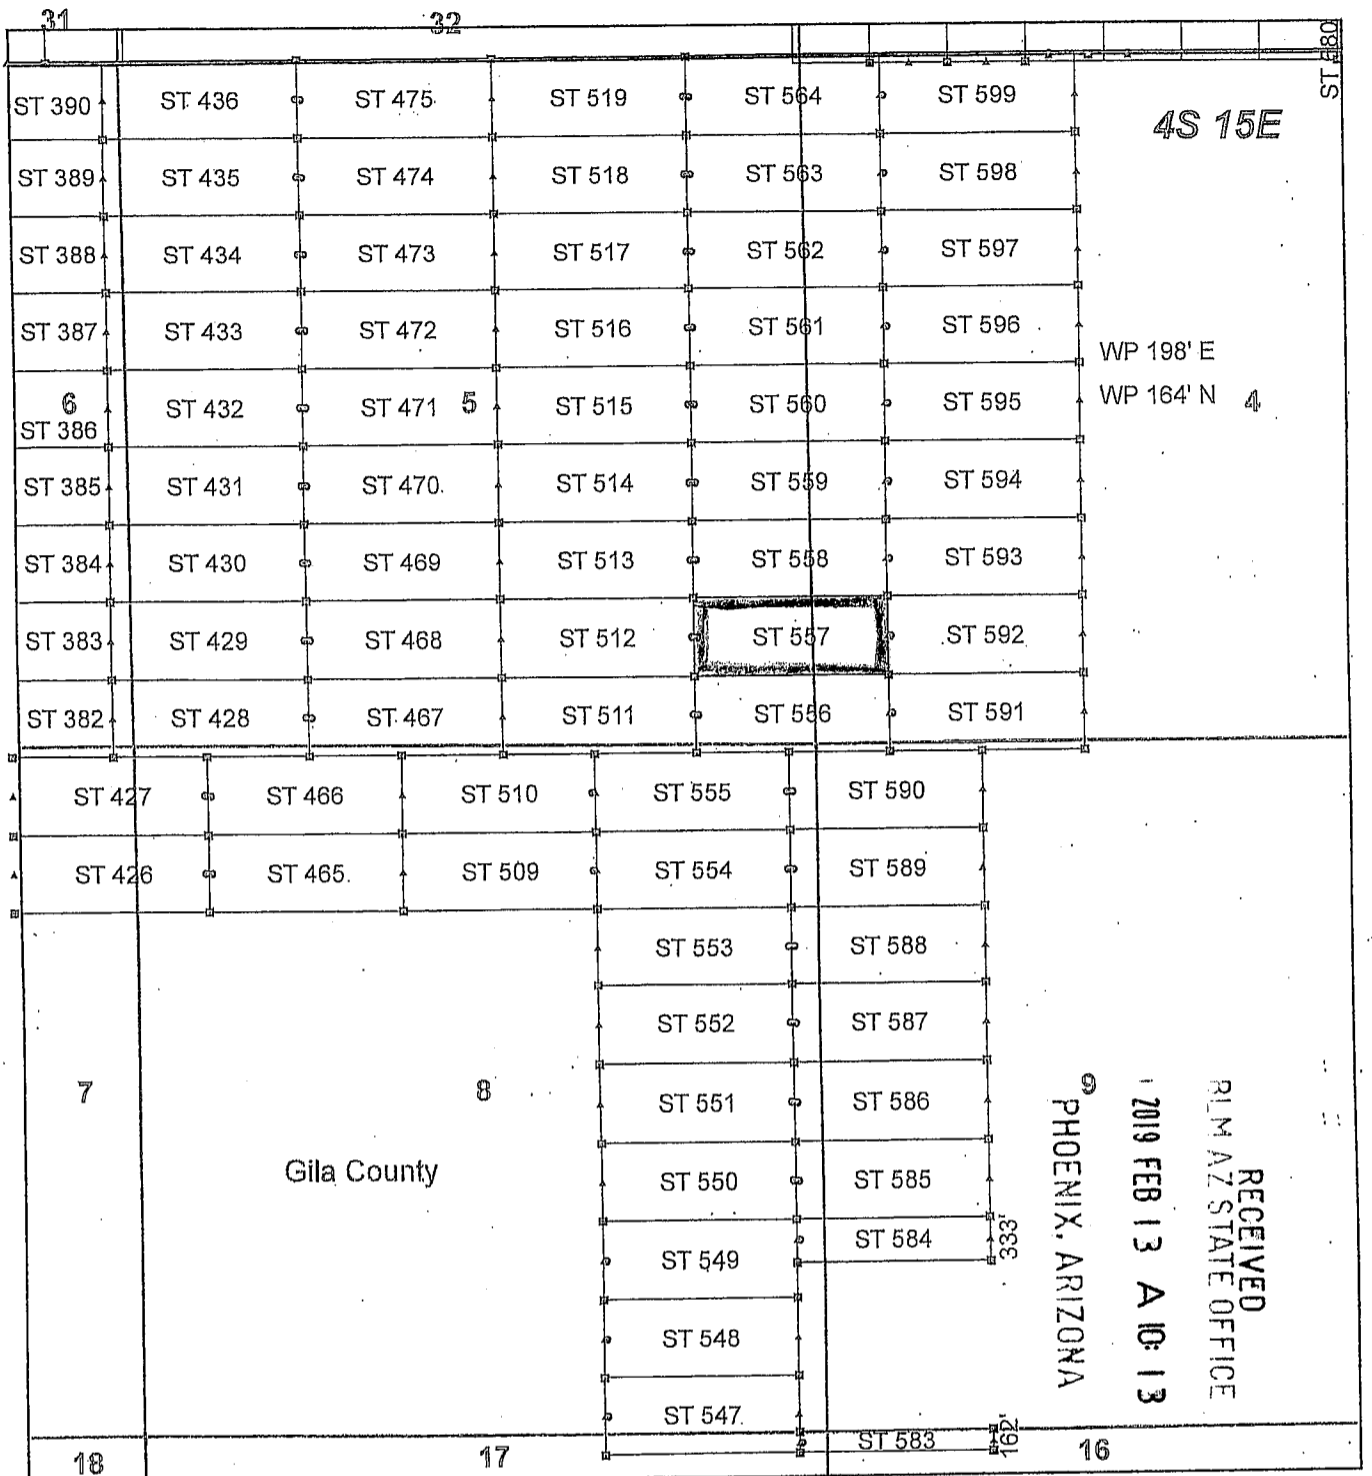 31 32
ST 580
ST 390 ST 436 ST 475 ST 519 ST 564 ST 599
4S 15E
ST 389 ST 435 ST 474 ST 518 ST 563 ST 598
ST 388 ST 434 ST 473 ST 517 ST 562 ST 597
ST 387 ST 433 ST 472 ST 516 ST 561 ST 596
WP 198' E
6 ST 432 ST 471 5 ST 515 ST 560 ST 595 WP 164' N 4
ST 386
ST 385 ST 431 ST 470 ST 514 ST 559 ST 594
ST 384 ST 430 ST 469 ST 513 ST 558 ST 593
ST 383 ST 429 ST 468 ST 512 ST 557 ST 592
ST 382 ST 428 ST 467 ST 511 ST 556 ST 591
ST 427 ST 466 ST 510 ST 555 ST 590
ST 426 ST 465 ST 509 ST 554 ST 589
ST 553 ST 588
ST 552 ST 587
7 8 ST 551 ST 586 9
Gila County ST 550 ST 585
ST 584 333'
ST 549
ST 548
ST 547
ST 583 162'
18 17 16
RECEIVED
BLM AZ STATE OFFICE
2019 FEB 13 A 10:13
PHOENIX, ARIZONA